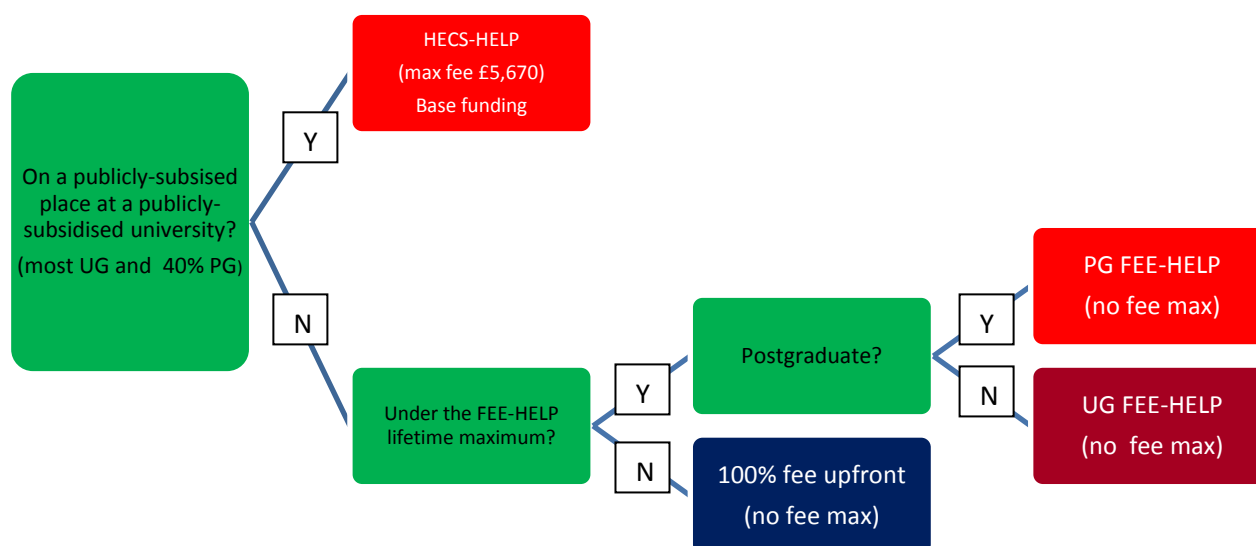 HECS-HELP
(max fee £5,670)
Base funding
Y
On a publicly-subsised
place at a publicly-
subsidised university?
(most UG and 40% PG)
N
Under the FEE-HELP
lifetime maximum?
Y
N
Postgraduate?
100% fee upfront
(no fee max)
Y
N
PG FEE-HELP
(no fee max)
UG FEE-HELP
(no fee max)